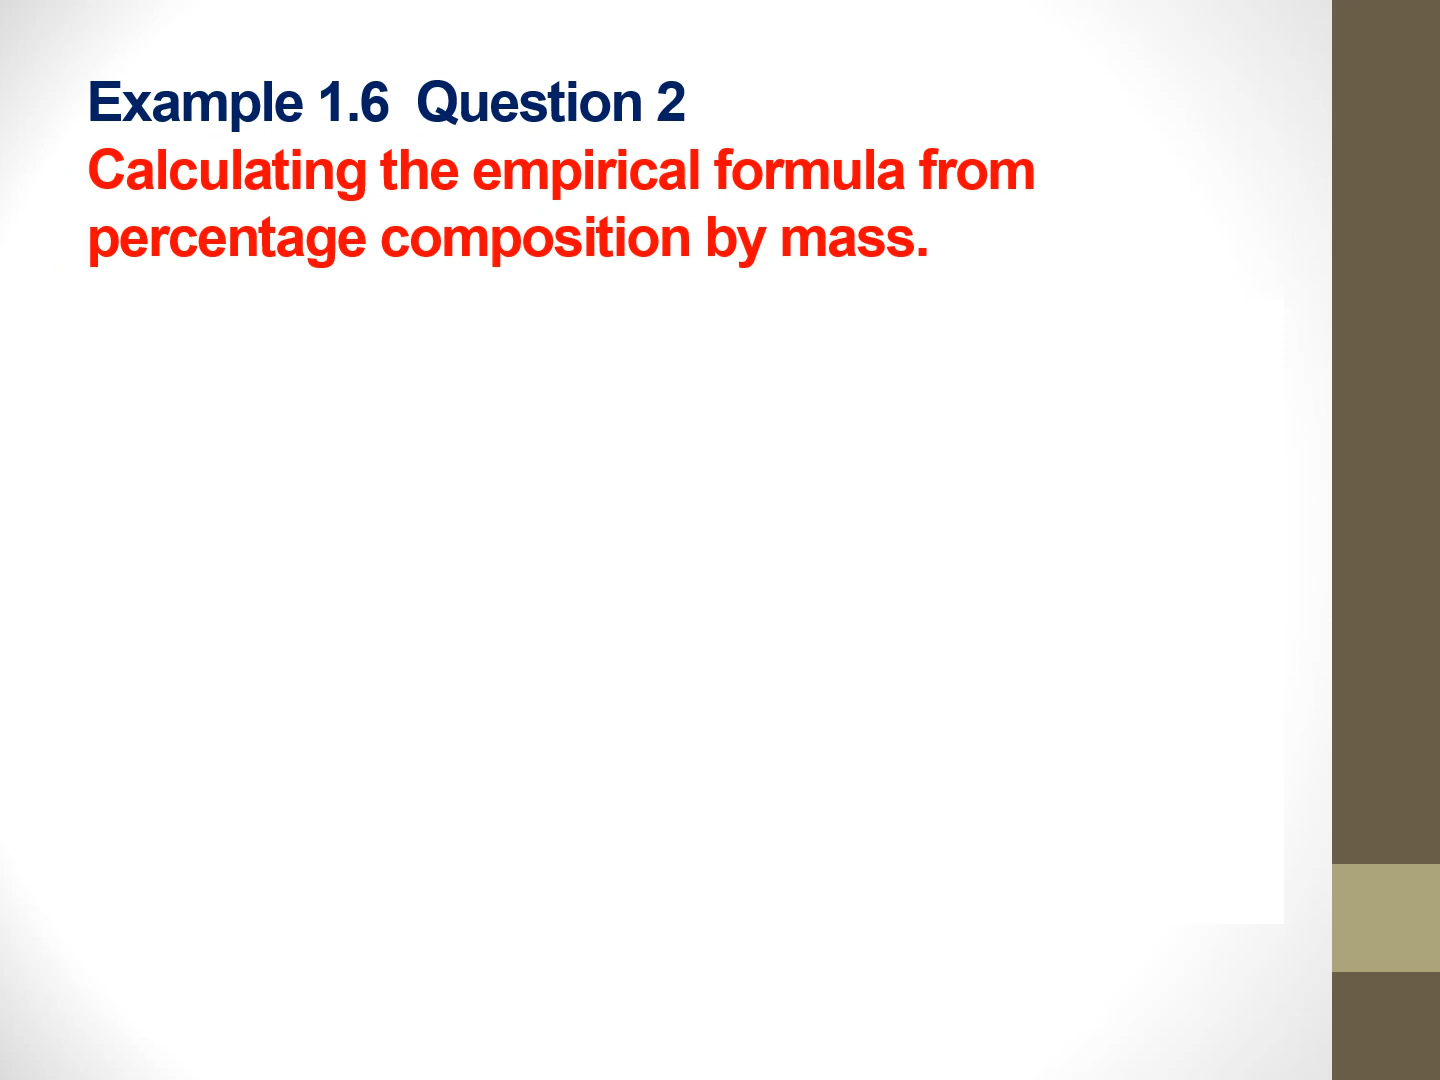 Example 1.6  Question 2
Calculating the empirical formula from
percentage composition by mass.